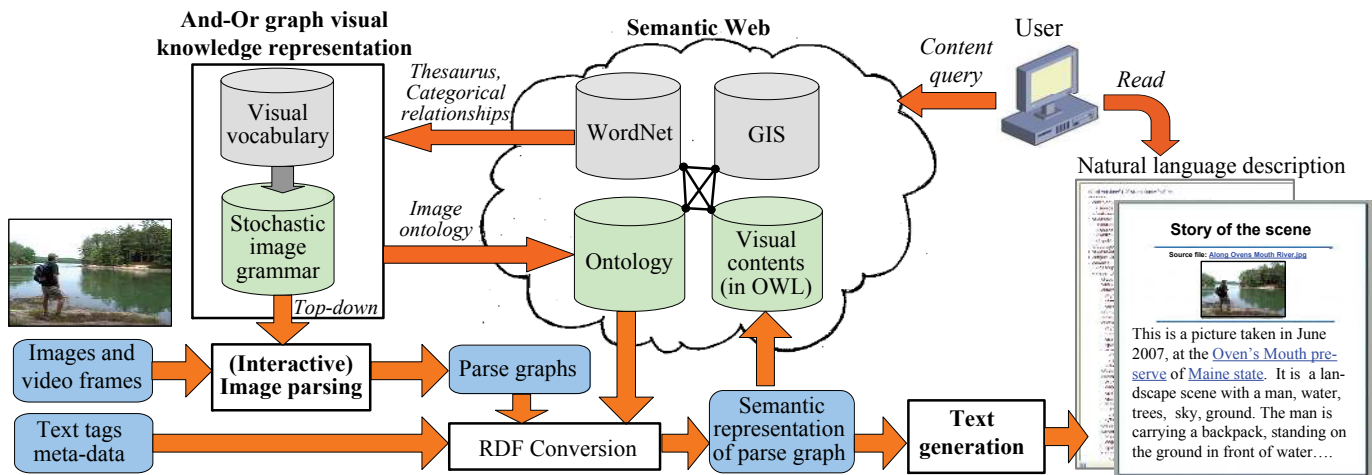 And-Or graph visual
knowledge representation
Visual
vocabulary
Stochastic
image
grammar
Top-down
Thesaurus,
Categorical
relationships
Image
ontology
Semantic Web
WordNet
GIS
Ontology
Visual
contents
(in OWL)
Content
query
User
Read
Natural language description
Story of the scene
Source file: Along Ovens Mouth River.jpg
This is a picture taken in June
2007, at the Oven's Mouth pre-
serve of Maine state. It is a lan-
dscape scene with a man, water,
trees, sky, ground. The man is
carrying a backpack, standing on
the ground in front of water….
Images and
video frames
(Interactive)
Image parsing
Parse graphs
Text tags
meta-data
RDF Conversion
Semantic
representation
of parse graph
Text
generation